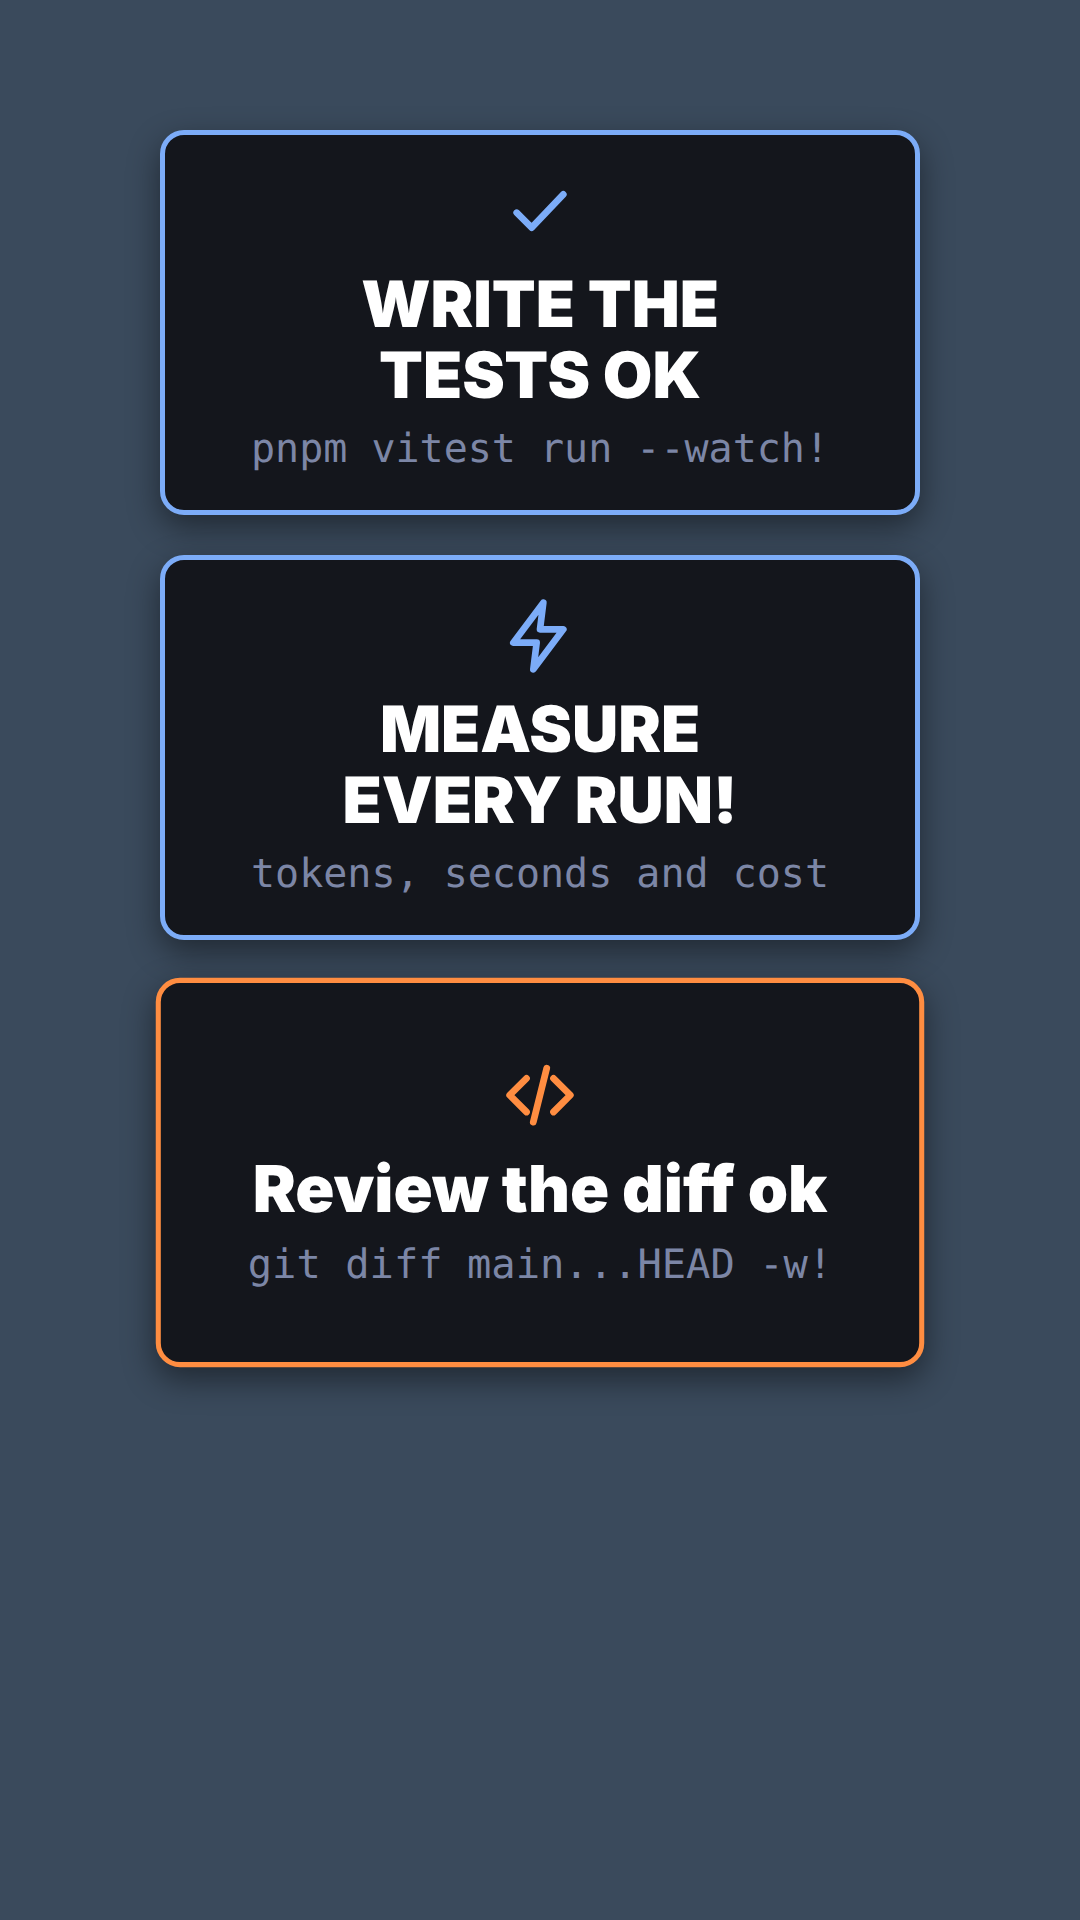 WRITE THE
TESTS OK
pnpm vitest run --watch!
MEASURE
EVERY RUN!
tokens, seconds and cost
Review the diff ok
git diff main...HEAD -w!